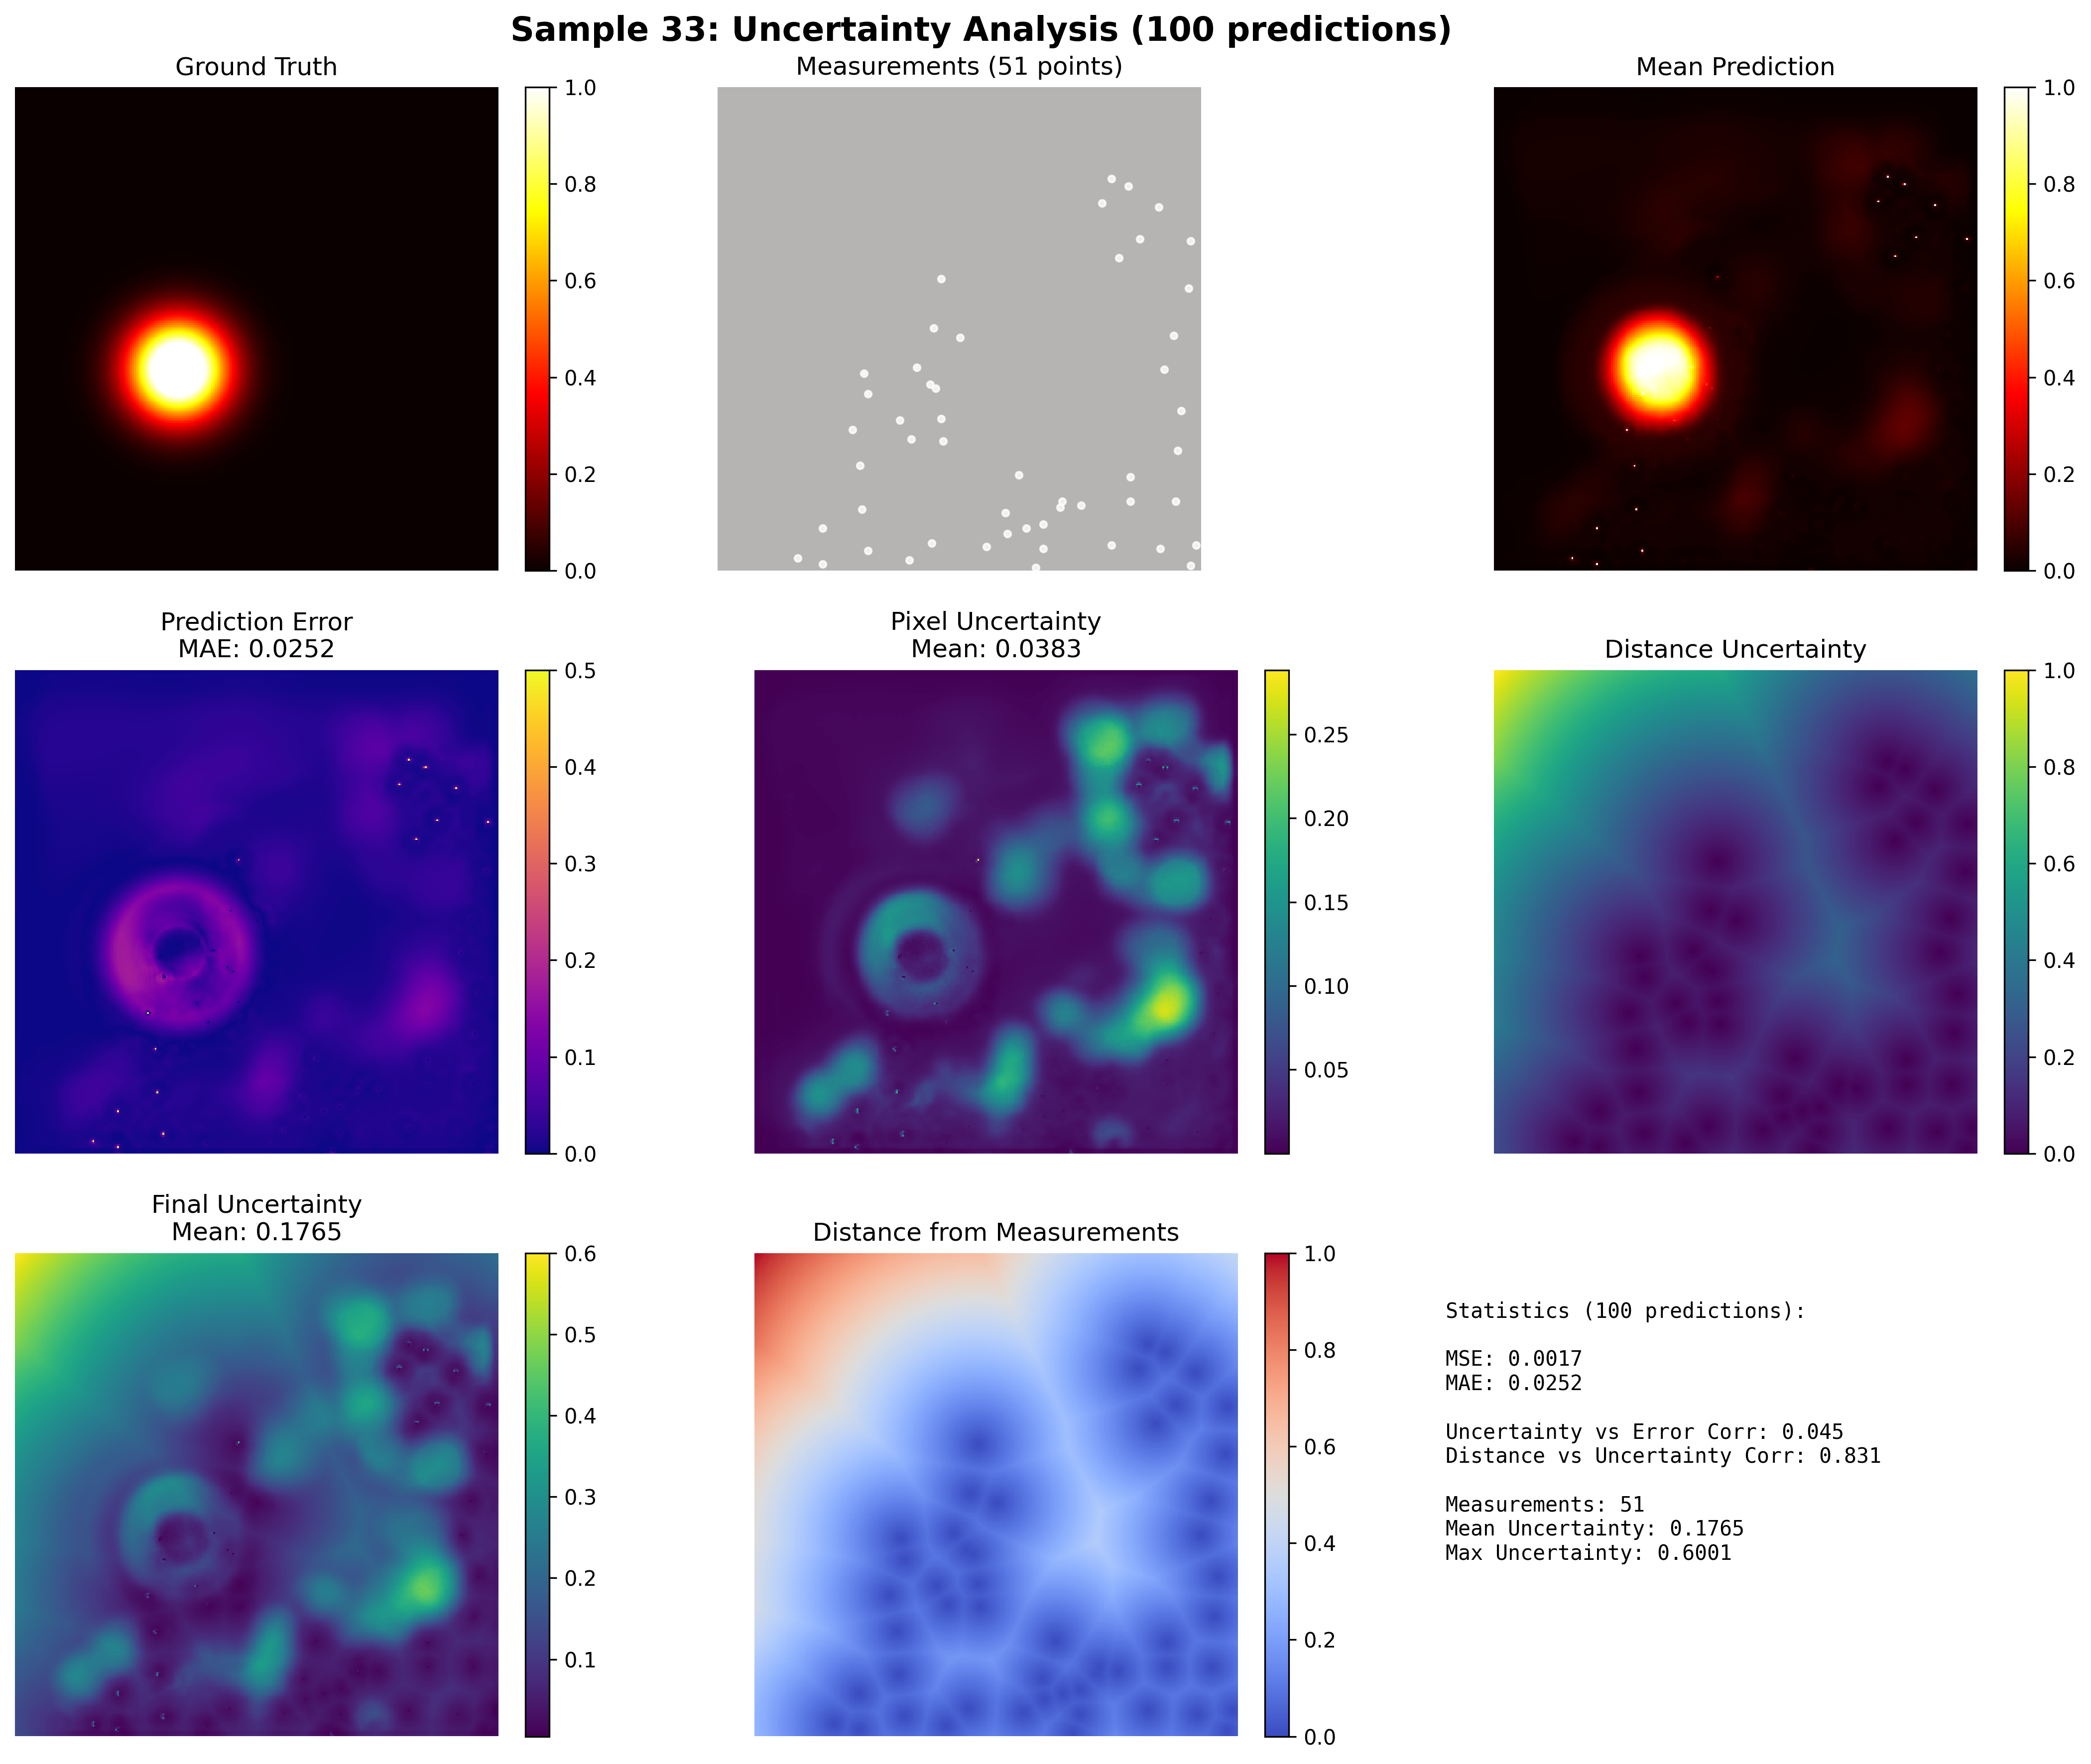 Sample 33: Uncertainty Analysis (100 predictions)
Ground Truth
1.0
0.8
0.6
0.4
0.2
0.0
Measurements (51 points)
Mean Prediction
1.0
0.8
0.6
0.4
0.2
0.0
Prediction Error
MAE: 0.0252
0.5
0.4
0.3
0.2
0.1
0.0
Pixel Uncertainty
Mean: 0.0383
0.25
0.20
0.15
0.10
0.05
Distance Uncertainty
1.0
0.8
0.6
0.4
0.2
0.0
Final Uncertainty
Mean: 0.1765
0.6
0.5
0.4
0.3
0.2
0.1
Distance from Measurements
1.0
0.8
0.6
0.4
0.2
0.0
Statistics (100 predictions):
MSE: 0.0017
MAE: 0.0252
Uncertainty vs Error Corr: 0.045
Distance vs Uncertainty Corr: 0.831
Measurements: 51
Mean Uncertainty: 0.1765
Max Uncertainty: 0.6001